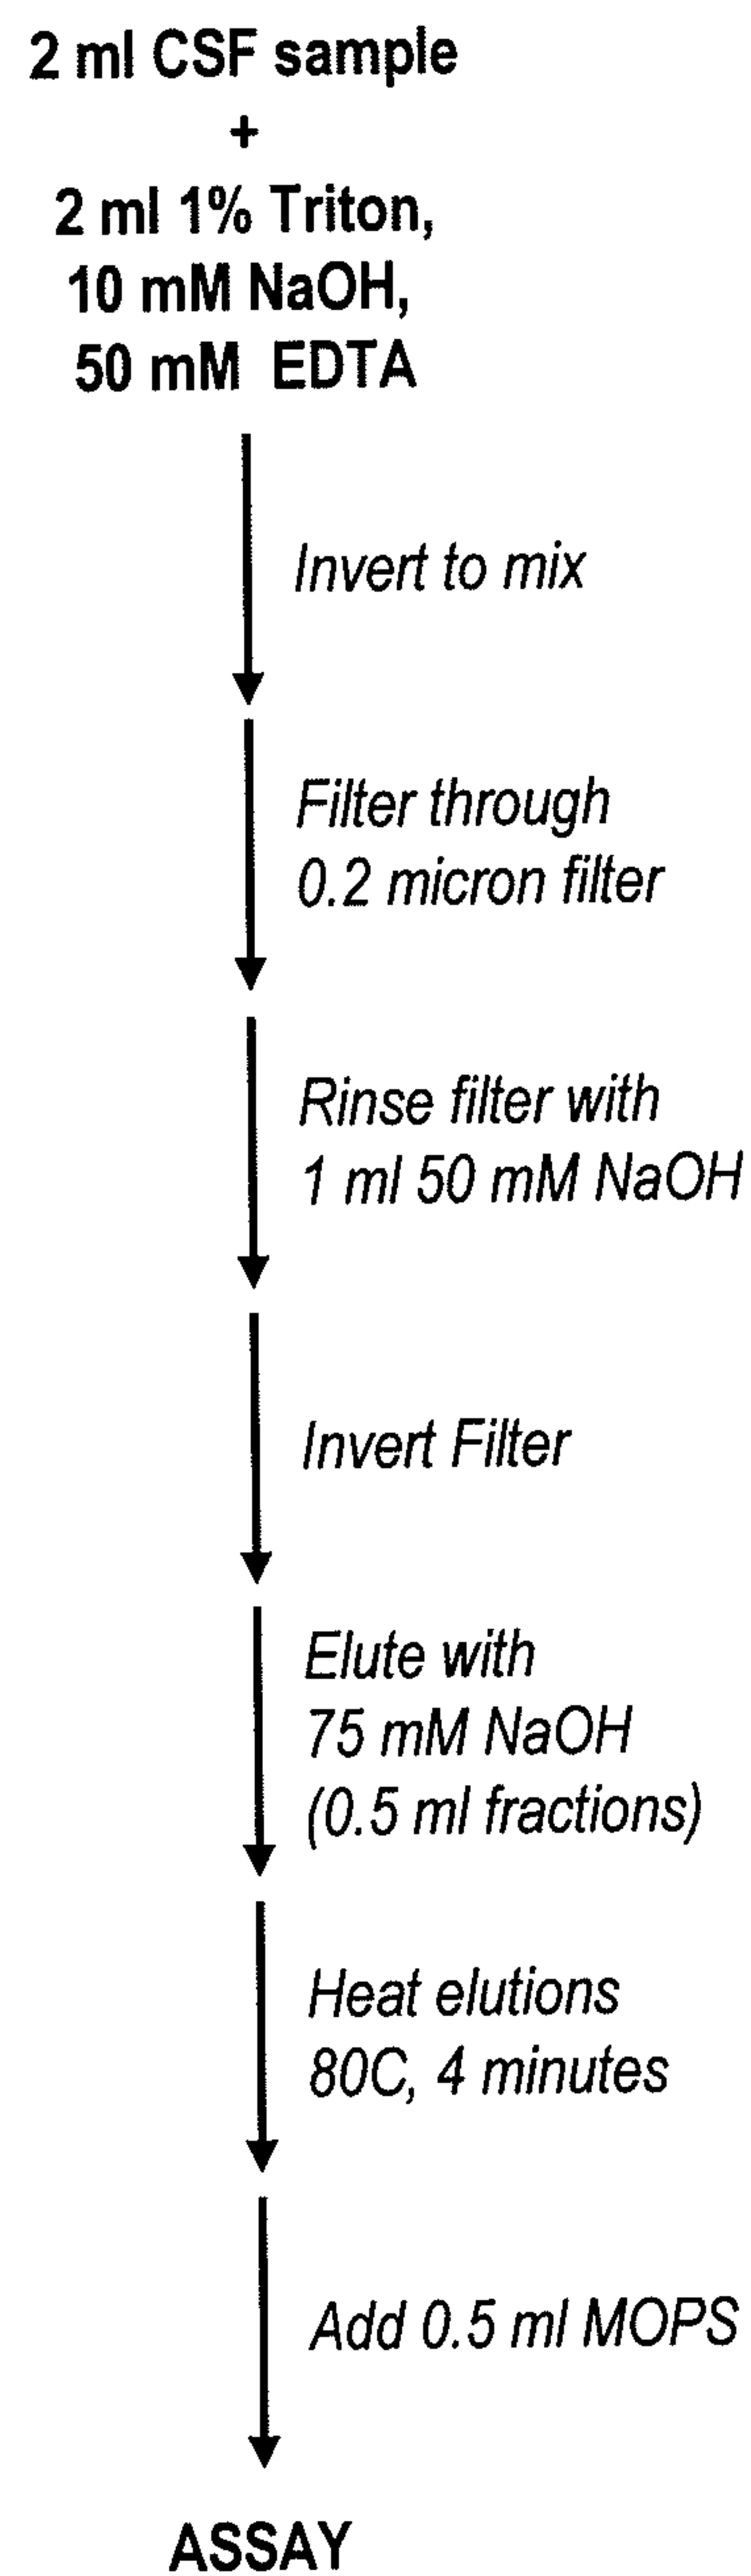 2 ml CSF sample
+
2 ml 1% Triton,
10 mM NaOH,
50 mM EDTA
Invert to mix
Filter through
0.2 micron filter
Rinse filter with
1 ml 50 mM NaOH
Invert Filter
Elute with
75 mM NaOH
(0.5 ml fractions)
Heat elutions
80C, 4 minutes
Add 0.5 ml MOPS
ASSAY